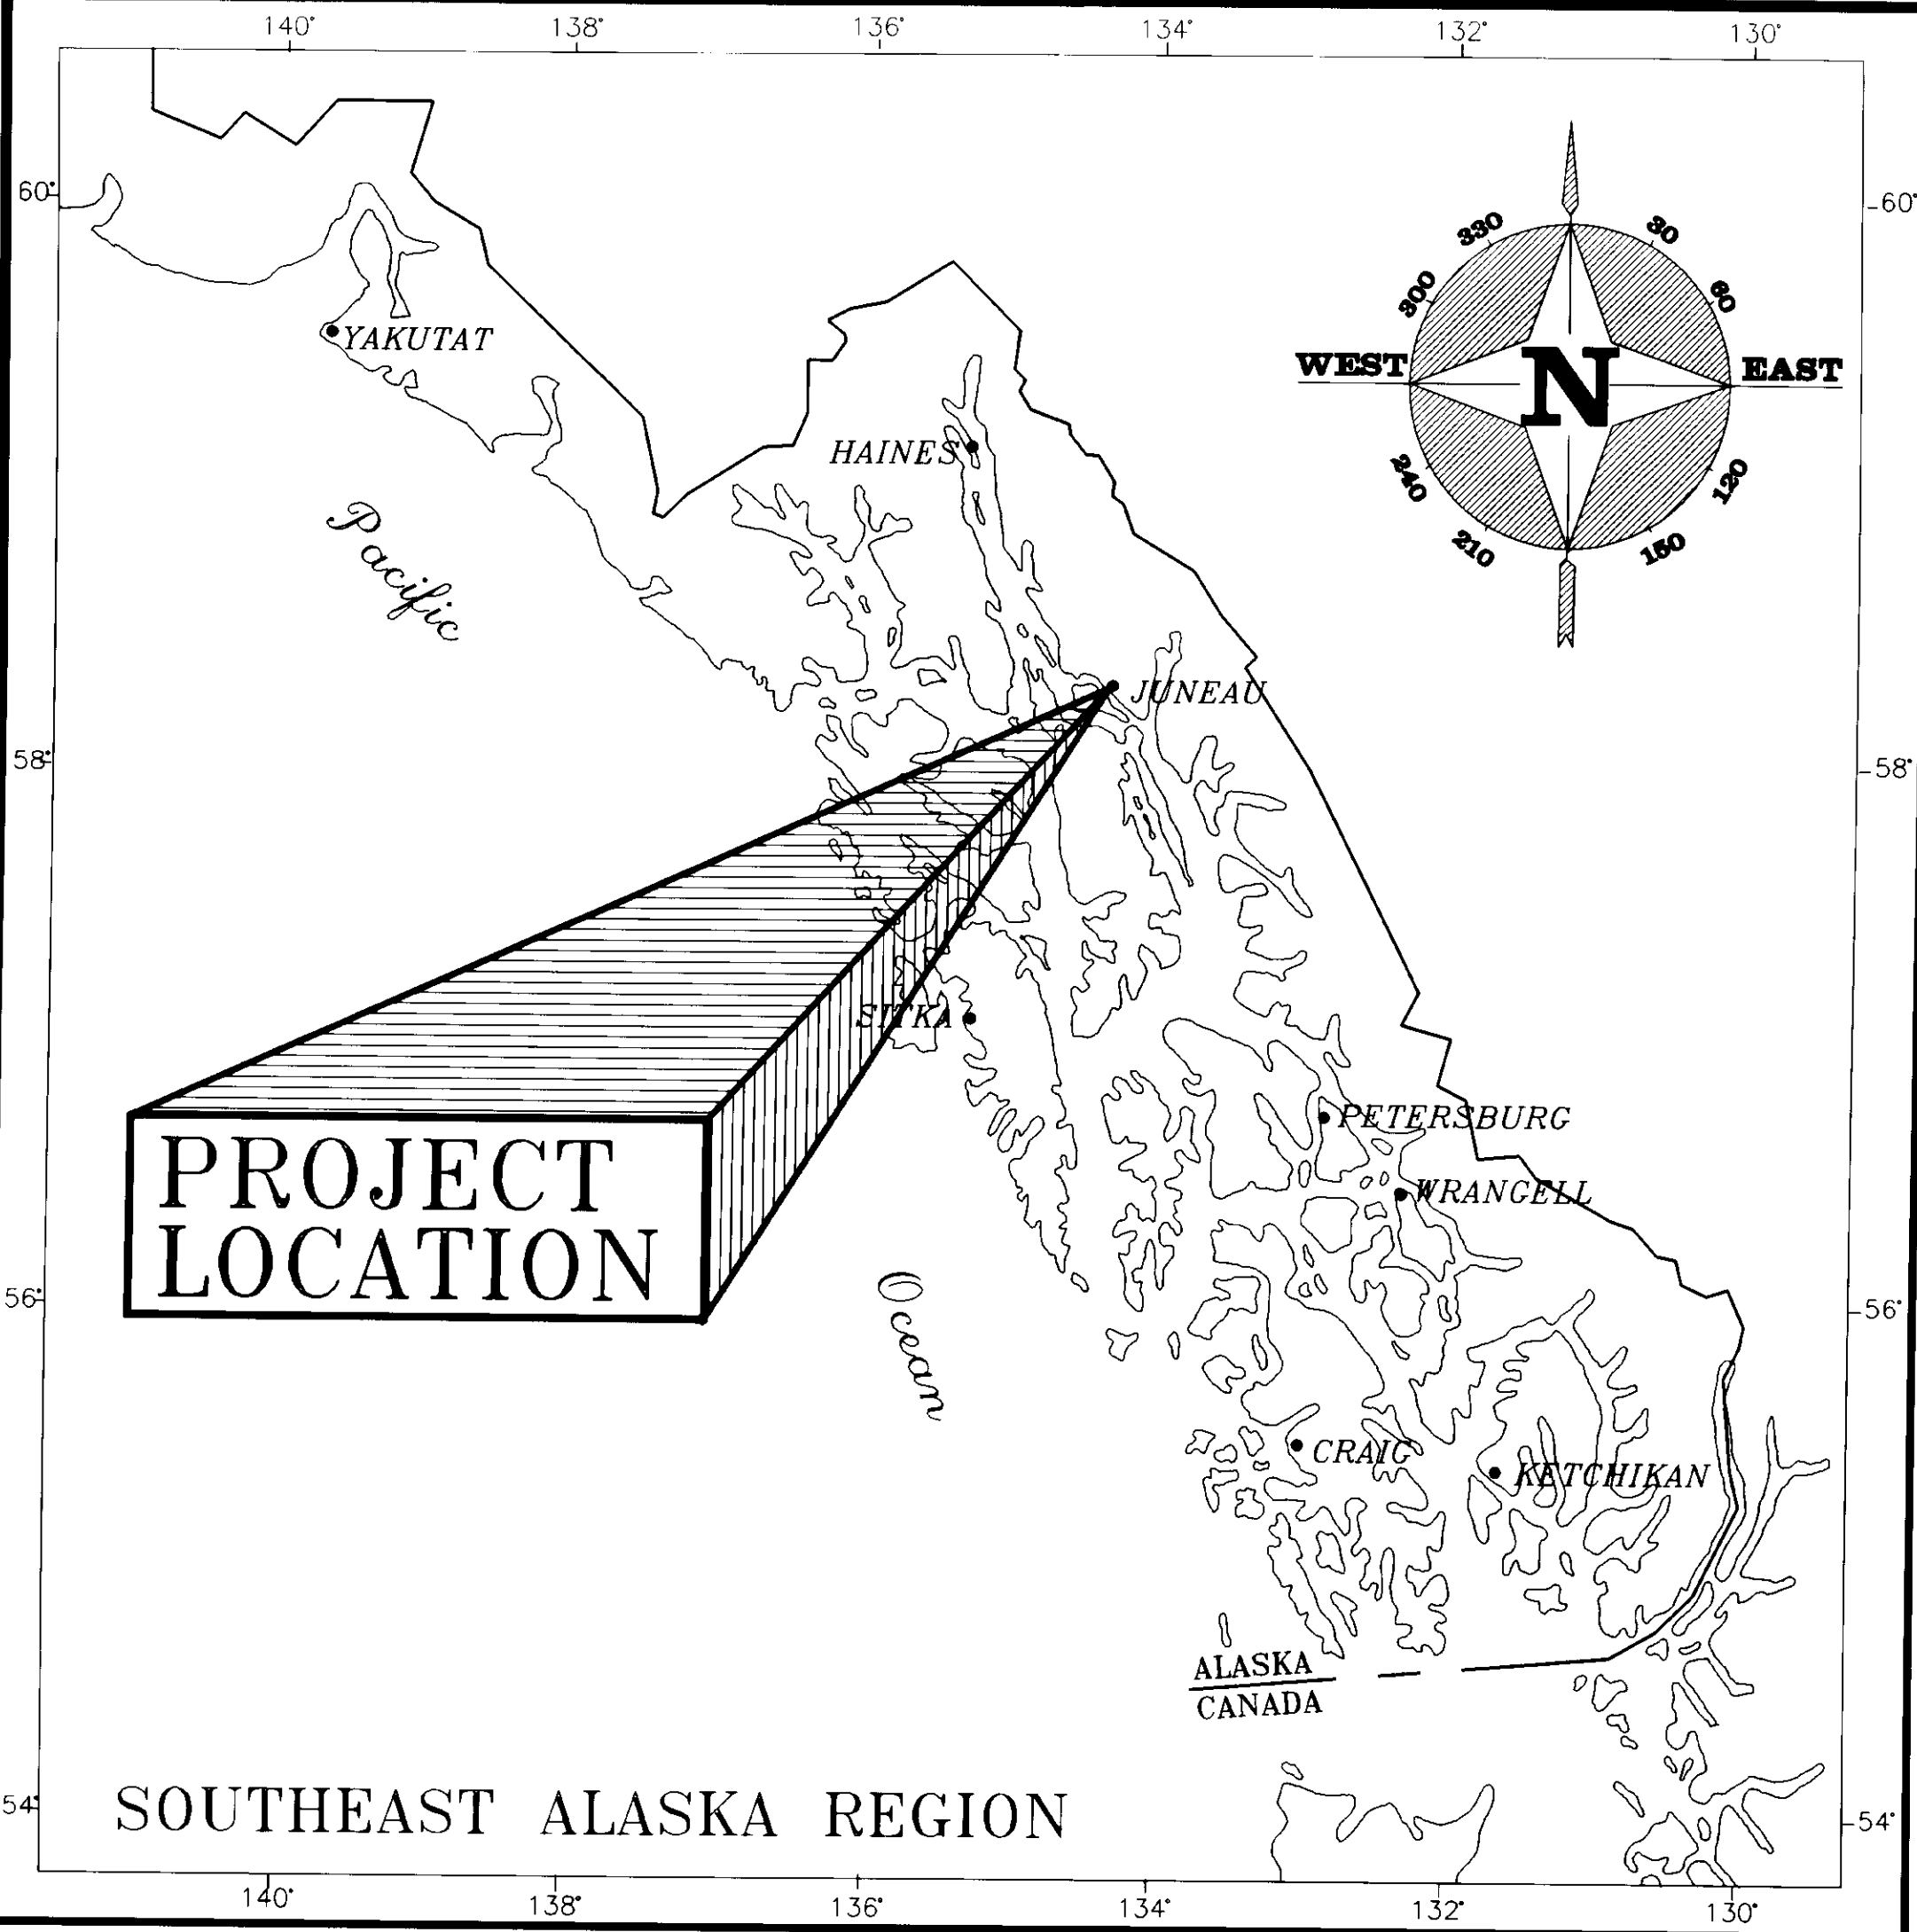 140° 138° 136° 134° 132° 130°
60° 60°
330 30
300 60
WEST N EAST
240 120
210 150
YAKUTAT
HAINES
Pacific
JUNEAU
58° 58°
SITKA
PETERSBURG
PROJECT
LOCATION
WRANGELL
56° 56°
Ocean
CRAIG
KETCHIKAN
ALASKA
CANADA
SOUTHEAST ALASKA REGION
54° 54°
140° 138° 136° 134° 132° 130°